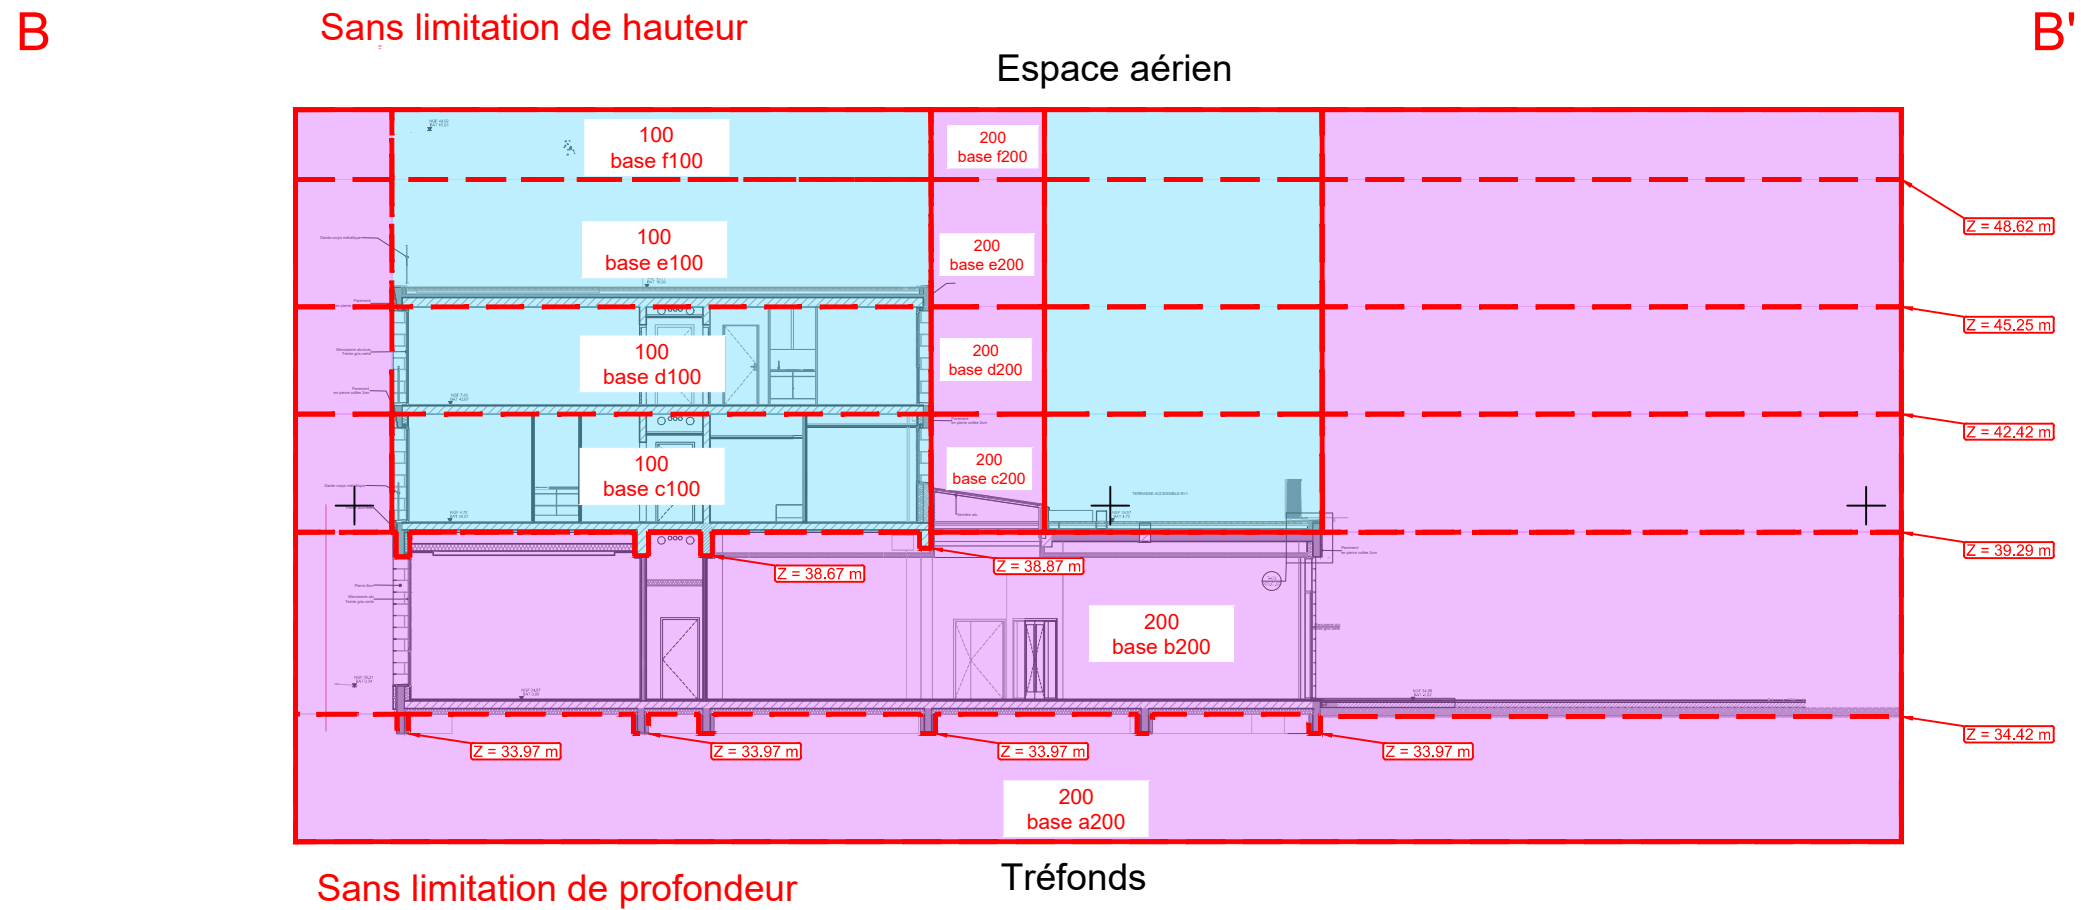 B
Sans limitation de hauteur
B'
Espace aérien
100
base f100
200
base f200
Z = 48.62 m
100
base e100
200
base e200
Z = 45.25 m
100
base d100
200
base d200
Z = 42.42 m
100
base c100
200
base c200
TERRASSE ACCESSIBLE R+1
Z = 39.29 m
Z = 38.67 m
Z = 38.87 m
200
base b200
Z = 34.42 m
Z = 33.97 m
Z = 33.97 m
Z = 33.97 m
Z = 33.97 m
200
base a200
Tréfonds
Sans limitation de profondeur